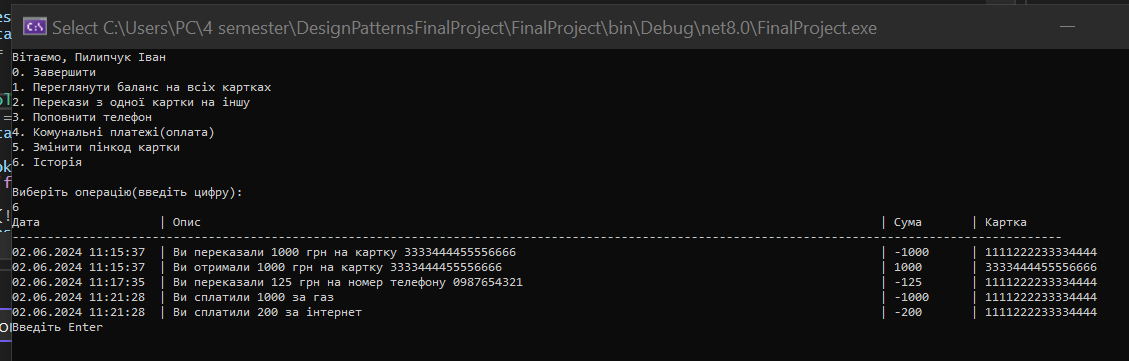 Select C:\Users\PC\4 semester\DesignPatternsFinalProject\FinalProject\bin\Debug\net8.0\FinalProject.exe
Вітаємо, Пилипчук Іван
0. Завершити
1. Переглянути баланс на всіх картках
2. Перекази з одної картки на іншу
3. Поповнити телефон
4. Комунальні платежі(оплата)
5. Змінити пінкод картки
6. Історія
Виберіть операцію(введіть цифру):
6
Дата | Опис | Сума | Картка
02.06.2024 11:15:37 | Ви переказали 1000 грн на картку 3333444455556666 | -1000 | 1111222233334444
02.06.2024 11:15:37 | Ви отримали 1000 грн на картку 3333444455556666 | 1000 | 3333444455556666
02.06.2024 11:17:35 | Ви переказали 125 грн на номер телефону 0987654321 | -125 | 1111222233334444
02.06.2024 11:21:28 | Ви сплатили 1000 за газ | -1000 | 1111222233334444
02.06.2024 11:21:28 | Ви сплатили 200 за інтернет | -200 | 1111222233334444
Введіть Enter